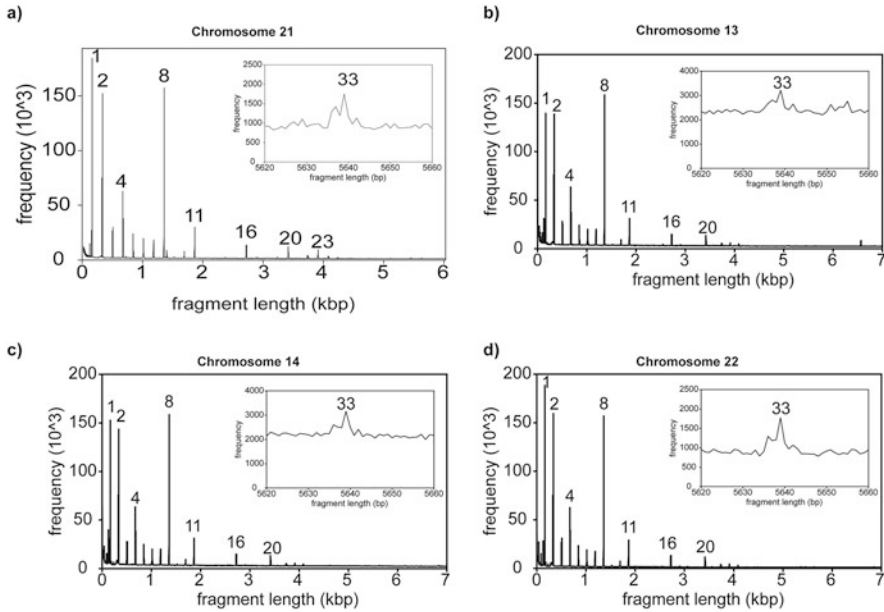 a)
Chromosome 21
frequency (10^3)
150
100
50
0
1
2
4
8
11
16
20
23
0 1 2 3 4 5 6
fragment length (kbp)
frequency
2500
2000
1500
1000
500
0
33
5620 5630 5640 5650 5660
fragment length (bp)
b)
Chromosome 13
frequency (10^3)
200
150
100
50
0
1
2
4
8
11
16
20
0 1 2 3 4 5 6 7
fragment length (kbp)
frequency
4000
3000
2000
1000
0
33
5620 5630 5640 5650 5660
fragment length (bp)
c)
Chromosome 14
frequency (10^3)
200
150
100
50
0
1
2
4
8
11
16
20
0 1 2 3 4 5 6 7
fragment length (kbp)
frequency
4000
3000
2000
1000
0
33
5620 5630 5640 5650 5660
fragment length (bp)
d)
Chromosome 22
frequency (10^3)
200
150
100
50
0
1
2
4
8
11
16
20
0 1 2 3 4 5 6 7
fragment length (kbp)
frequency
2500
2000
1500
1000
500
0
33
5620 5630 5640 5650 5660
fragment length (bp)